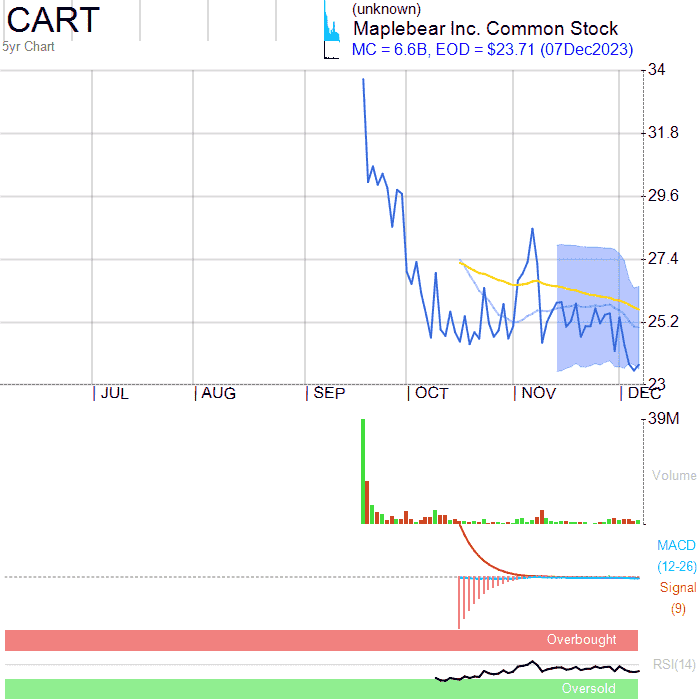 CART
5yr Chart
(unknown)
Maplebear Inc. Common Stock
MC = 6.6B, EOD = $23.71 (07Dec2023)
34
31.8
29.6
27.4
25.2
23
JUL AUG SEP OCT NOV DEC
39M
Volume
MACD
(12-26)
Signal
(9)
Overbought
RSI(14)
Oversold